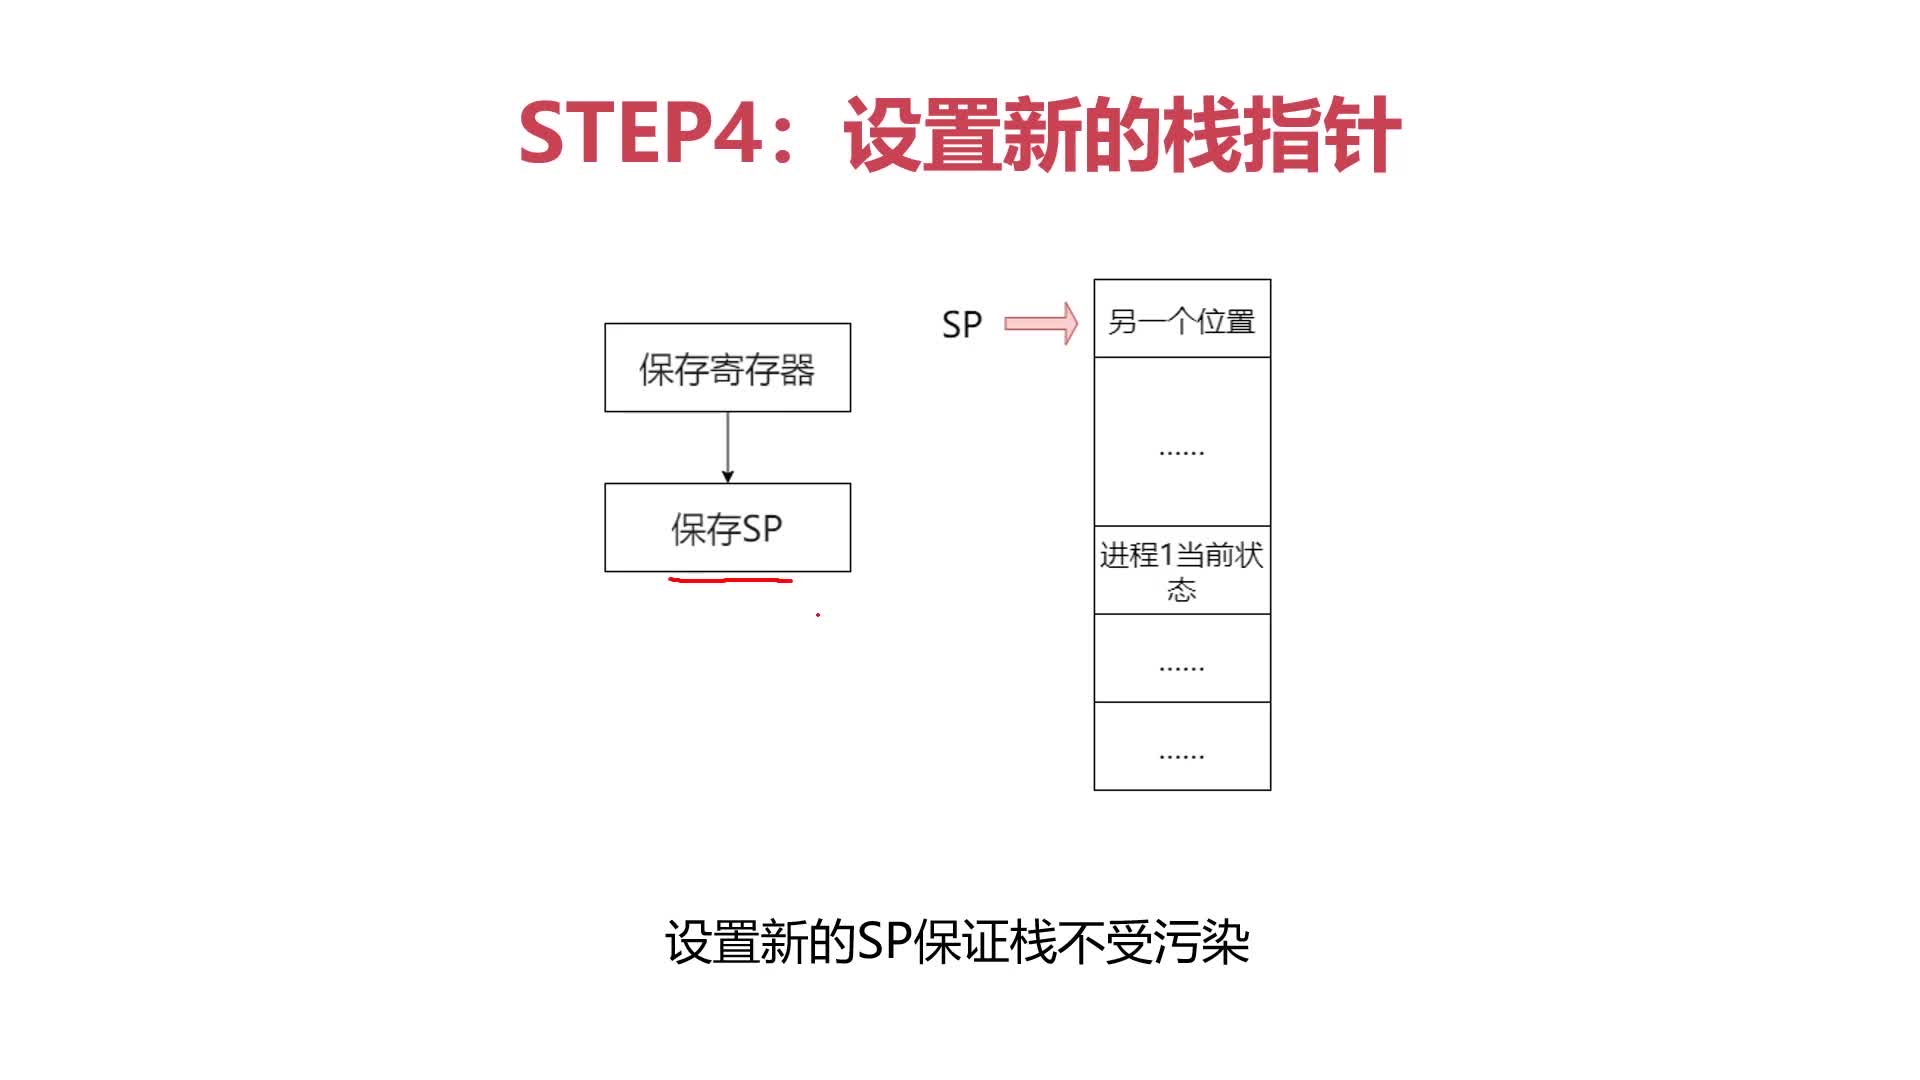 STEP4：设置新的栈指针
保存寄存器
保存SP
SP
另一个位置
......
进程1当前状
态
......
......
设置新的SP保证栈不受污染